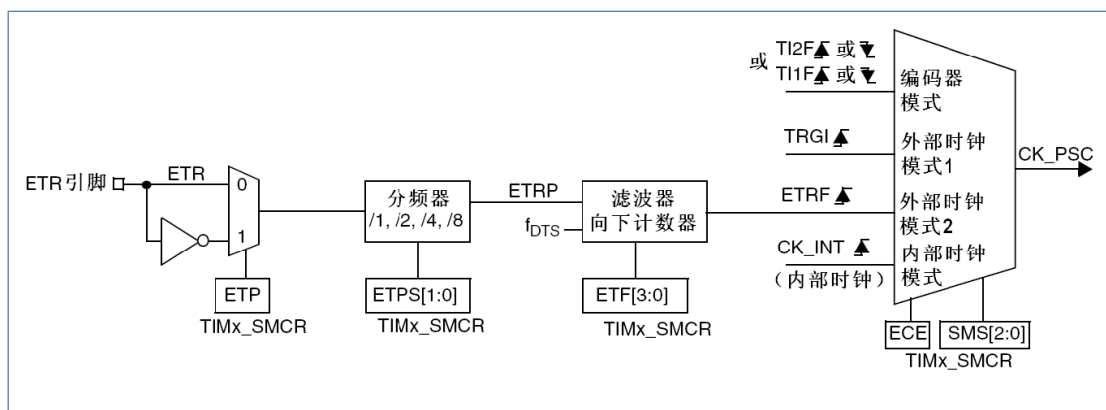 ETR引脚
ETR
0
1
ETP
TIMx_SMCR
分频器
/1, /2, /4, /8
ETPS[1:0]
TIMx_SMCR
ETRP
fDTS
滤波器
向下计数器
ETF[3:0]
TIMx_SMCR
或 TI2F 或
TI1F 或
编码器
模式
TRGI
外部时钟
模式1
ETRF
外部时钟
模式2
CK_INT
(内部时钟)
内部时钟
模式
CK_PSC
ECE
SMS[2:0]
TIMx_SMCR